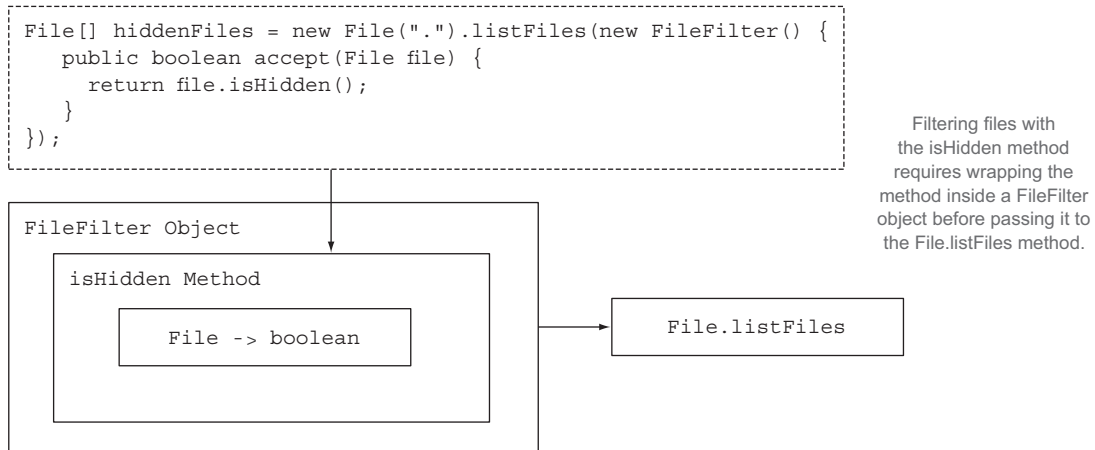 File[] hiddenFiles = new File(".").listFiles(new FileFilter() {
   public boolean accept(File file) {
     return file.isHidden();
   }
});
Filtering files with
the isHidden method
requires wrapping the
method inside a FileFilter
object before passing it to
the File.listFiles method.
FileFilter Object
isHidden Method
File -> boolean
File.listFiles